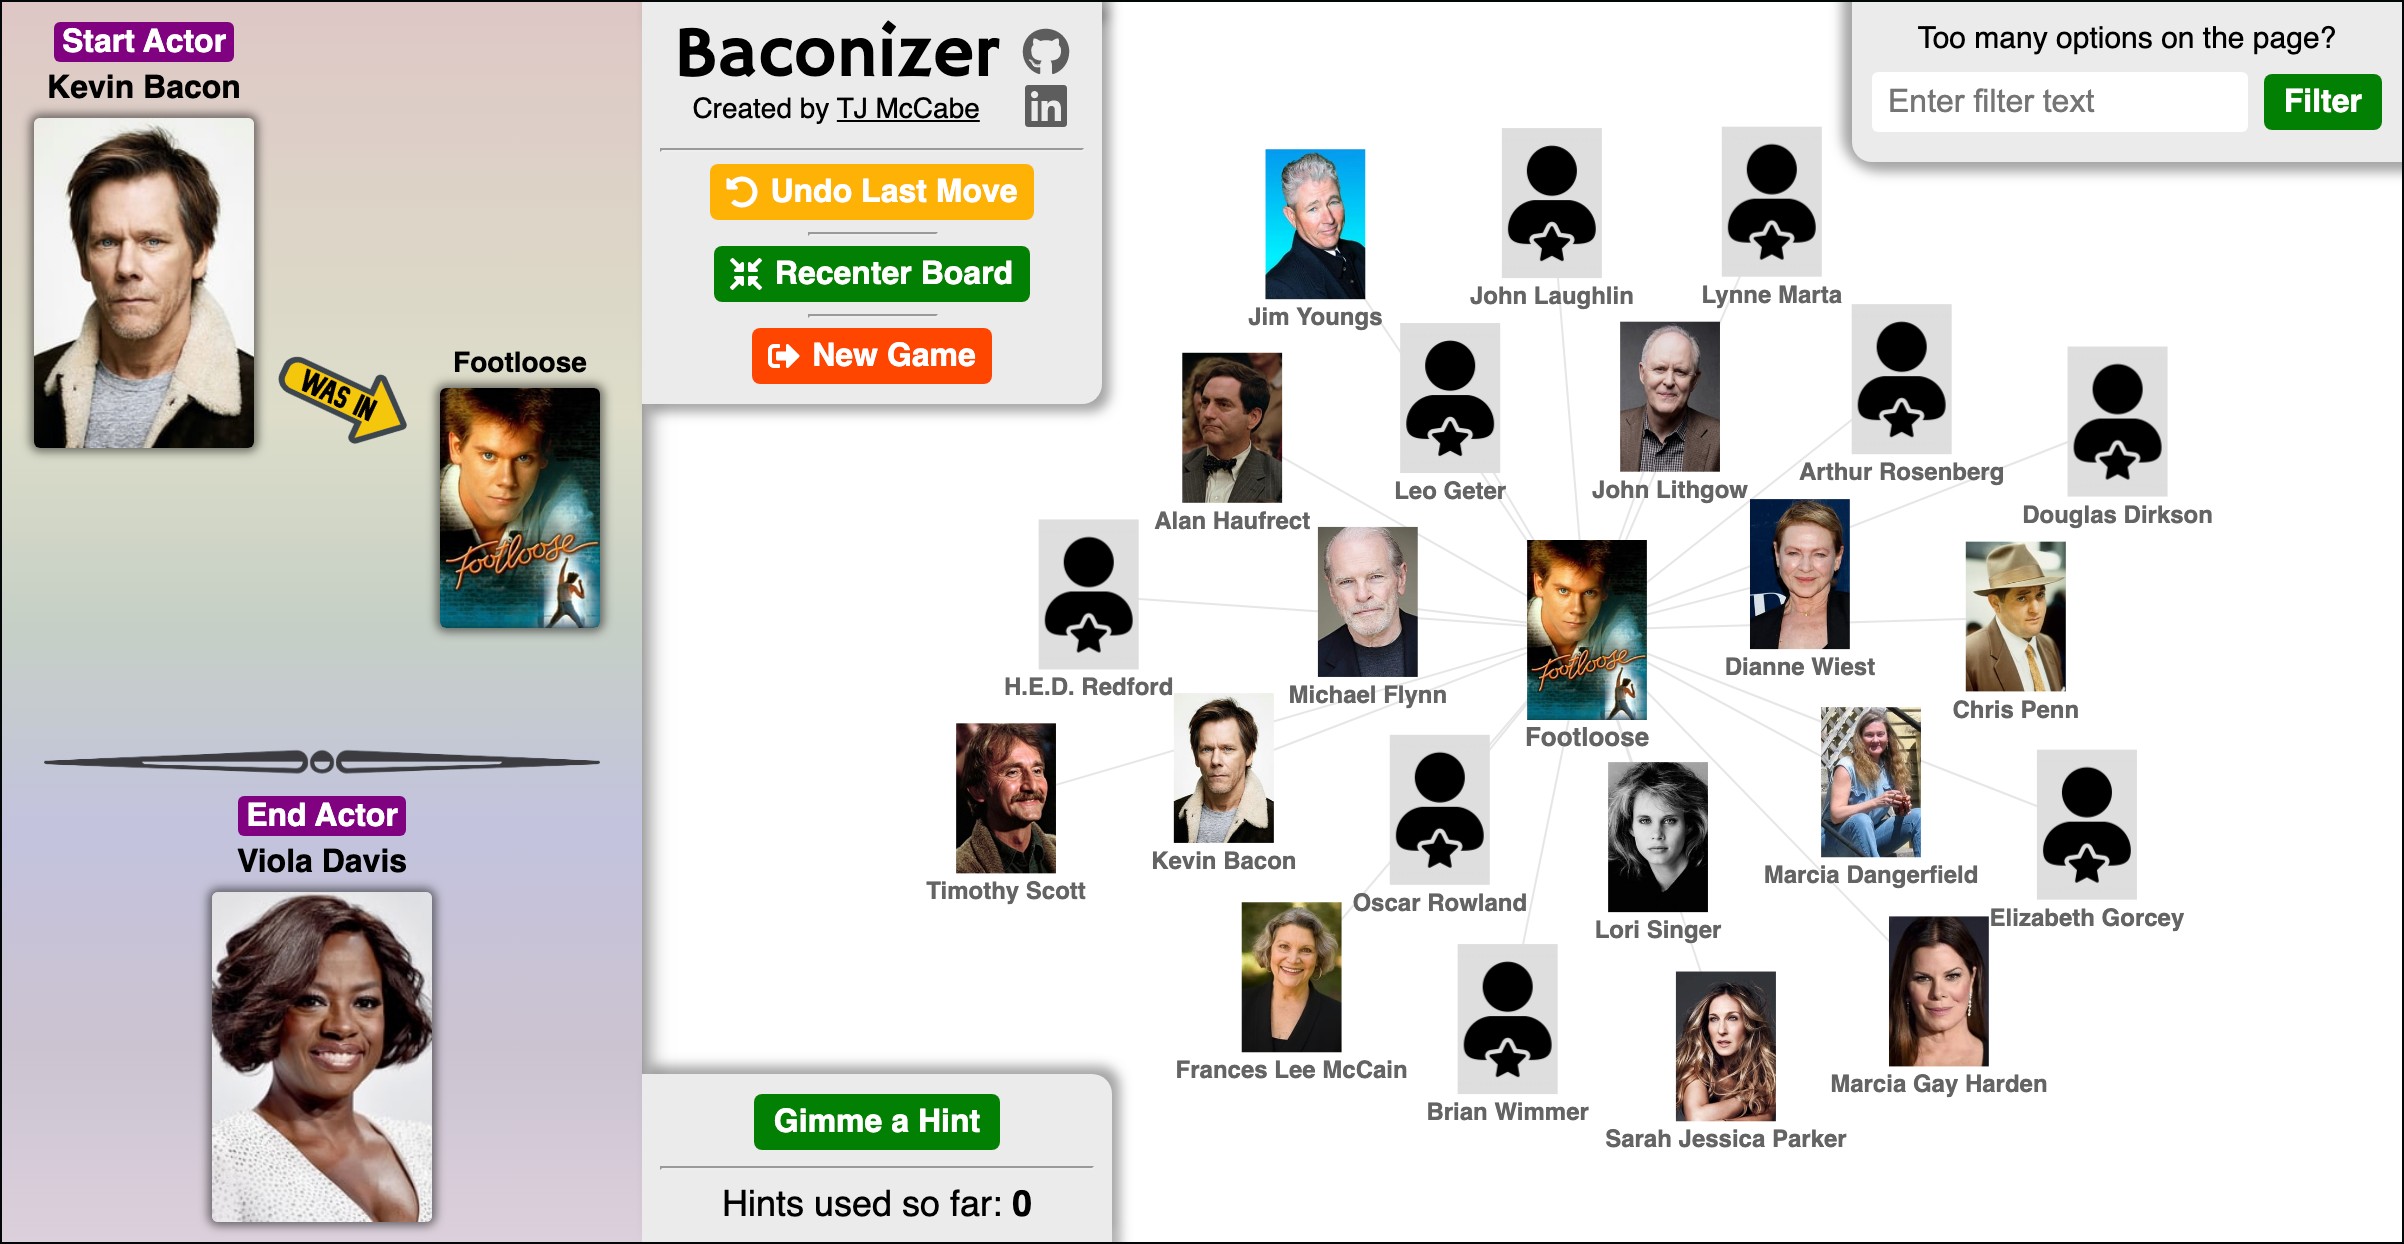 Start Actor
Kevin Bacon
WAS IN
Footloose
Footloose
End Actor
Viola Davis
Baconizer
Created by TJ McCabe
in
Undo Last Move
Recenter Board
New Game
Too many options on the page?
Enter filter text
Filter
Jim Youngs
John Laughlin
Lynne Marta
Alan Haufrect
Leo Geter
John Lithgow
Arthur Rosenberg
Douglas Dirkson
H.E.D. Redford
Michael Flynn
Footloose
Footloose
Dianne Wiest
Chris Penn
Timothy Scott
Kevin Bacon
Oscar Rowland
Lori Singer
Marcia Dangerfield
Elizabeth Gorcey
Frances Lee McCain
Brian Wimmer
Sarah Jessica Parker
Marcia Gay Harden
Gimme a Hint
Hints used so far: 0